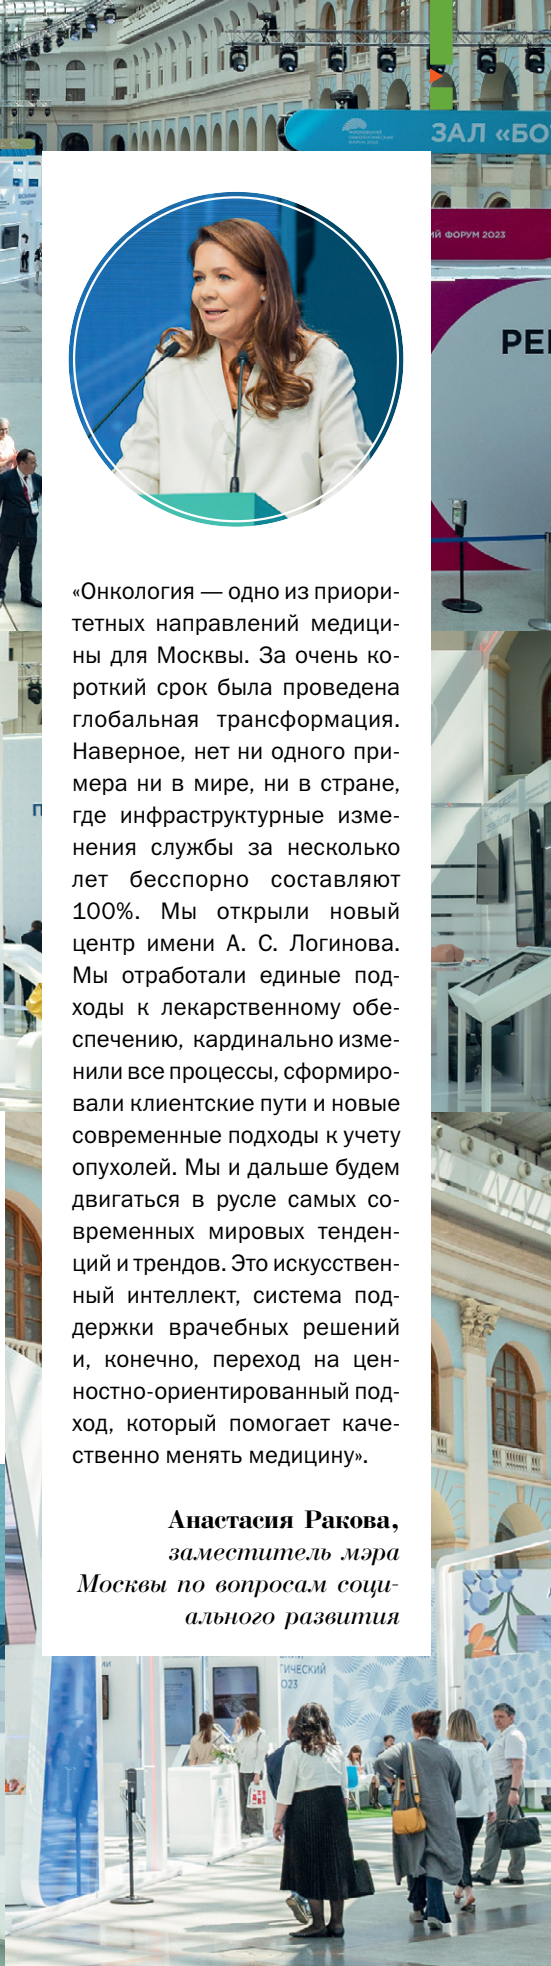 ЗАЛ «БО
ИЙ ФОРУМ 2023
РЕ
«Онкология — одно из приори-
тетных направлений медици-
ны для Москвы. За очень ко-
роткий срок была проведена
глобальная трансформация.
Наверное, нет ни одного при-
мера ни в мире, ни в стране,
где инфраструктурные изме-
нения службы за несколько
лет бесспорно составляют
100%. Мы открыли новый
центр имени А. С. Логинова.
Мы отработали единые под-
ходы к лекарственному обе-
спечению, кардинально изме-
нили все процессы, сформиро-
вали клиентские пути и новые
современные подходы к учету
опухолей. Мы и дальше будем
двигаться в русле самых со-
временных мировых тенден-
ций и трендов. Это искусствен-
ный интеллект, система под-
держки врачебных решений
и, конечно, переход на цен-
ностно-ориентированный под-
ход, который помогает каче-
ственно менять медицину».
Анастасия Ракова,
заместитель мэра
Москвы по вопросам соци-
ального развития
ГИЧЕСКИЙ
023